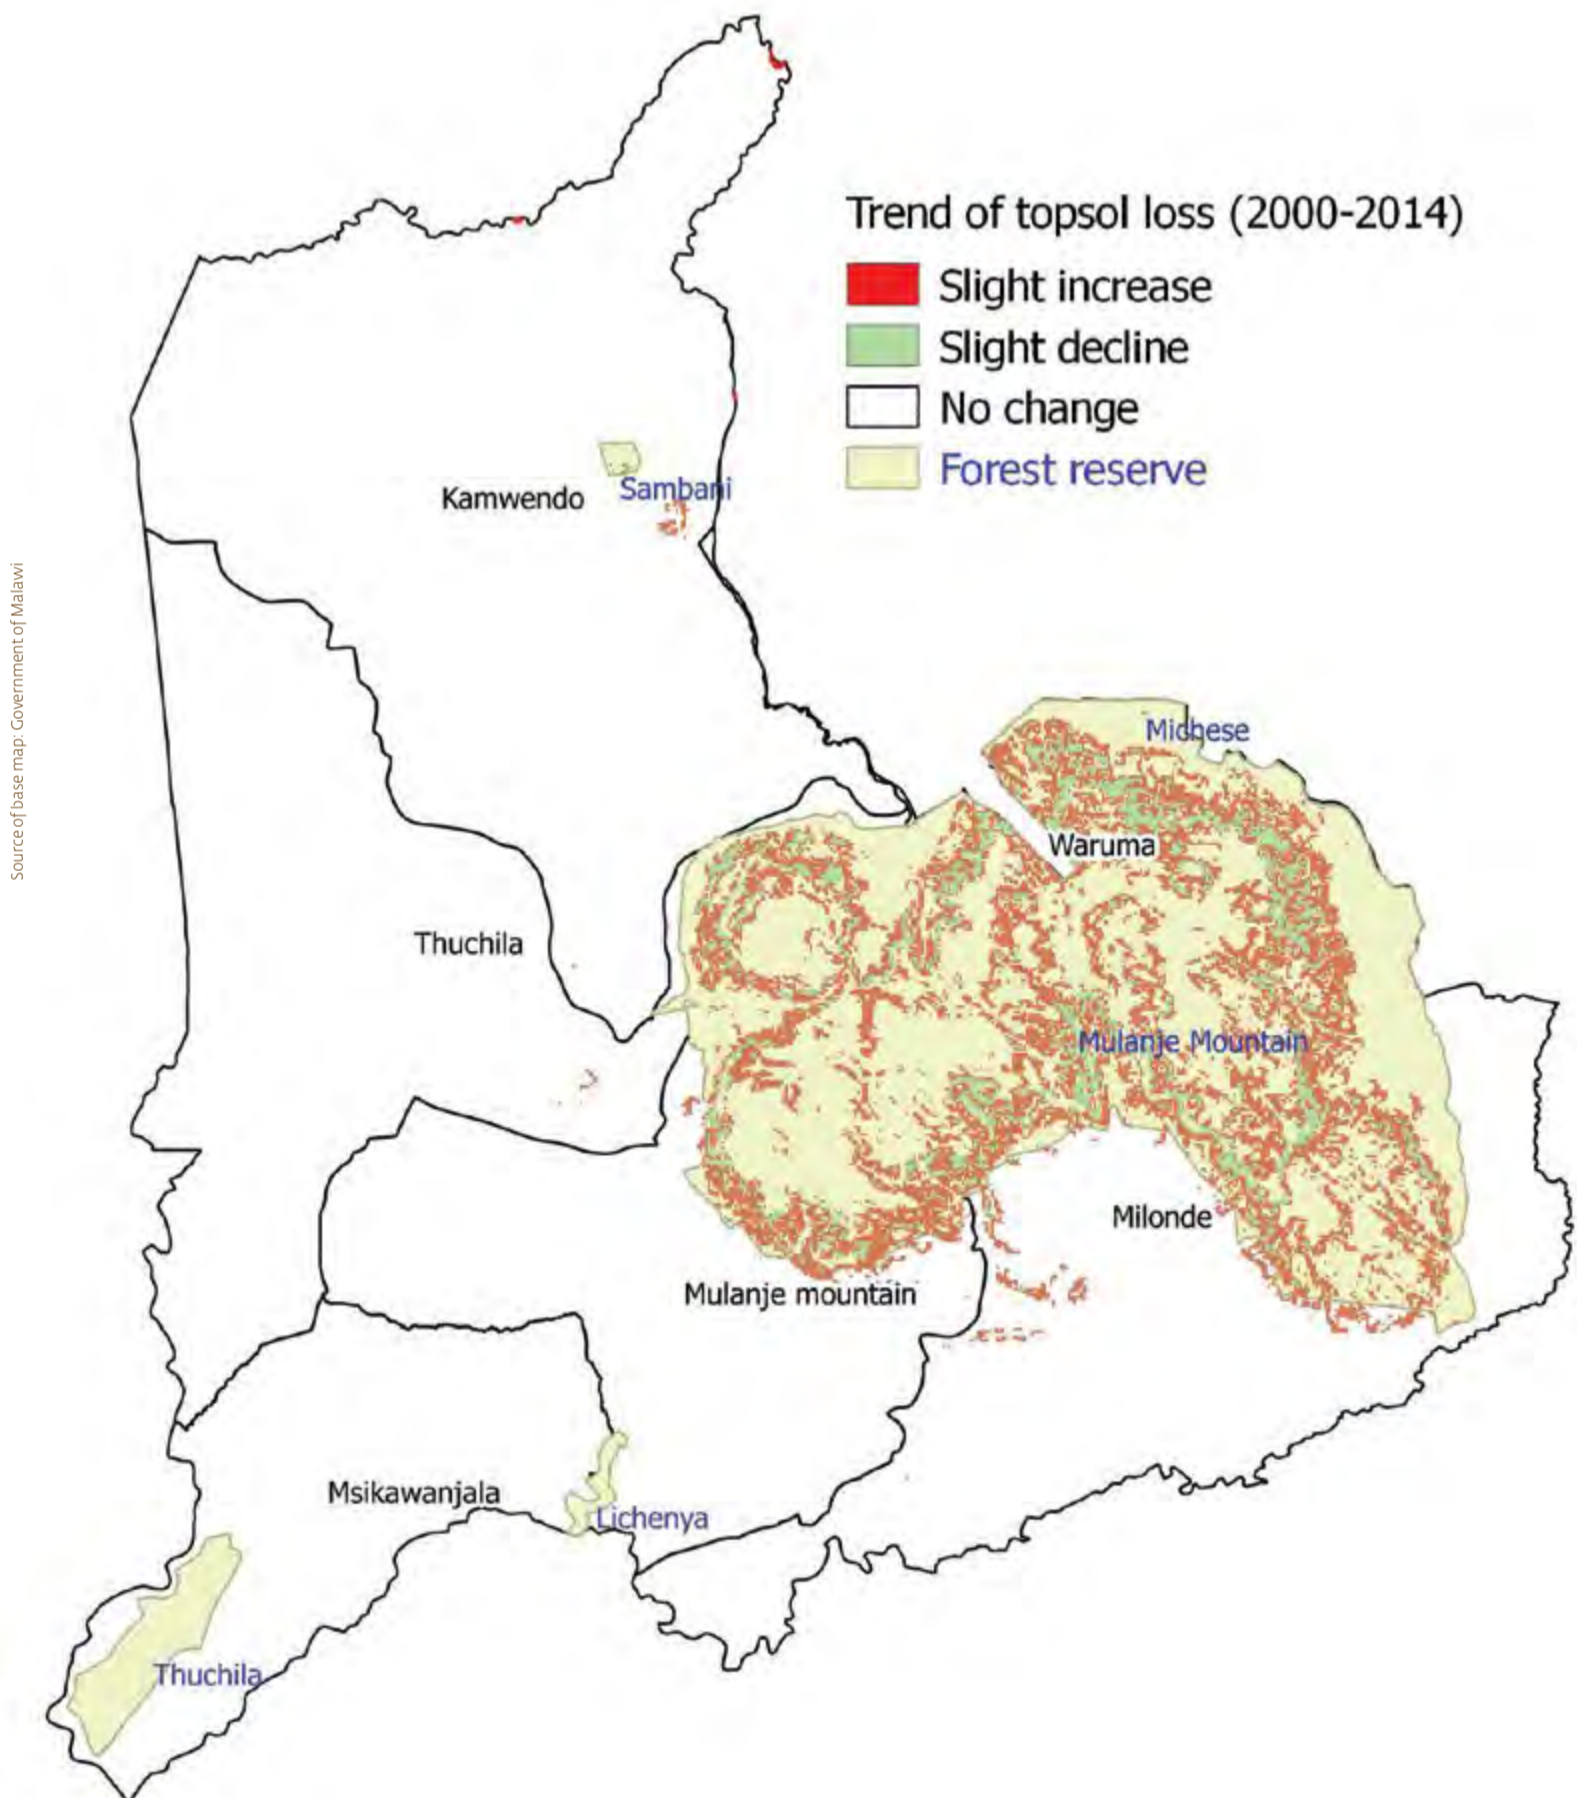 Trend of topsol loss (2000-2014)
Slight increase
Slight decline
No change
Forest reserve
Sambani
Kamwendo
Source of base map: Government of Malawi
Michese
Waruma
Thuchila
Mulanje Mountain
Milonde
Mulanje mountain
Msikawanjala
Lichenya
Thuchila